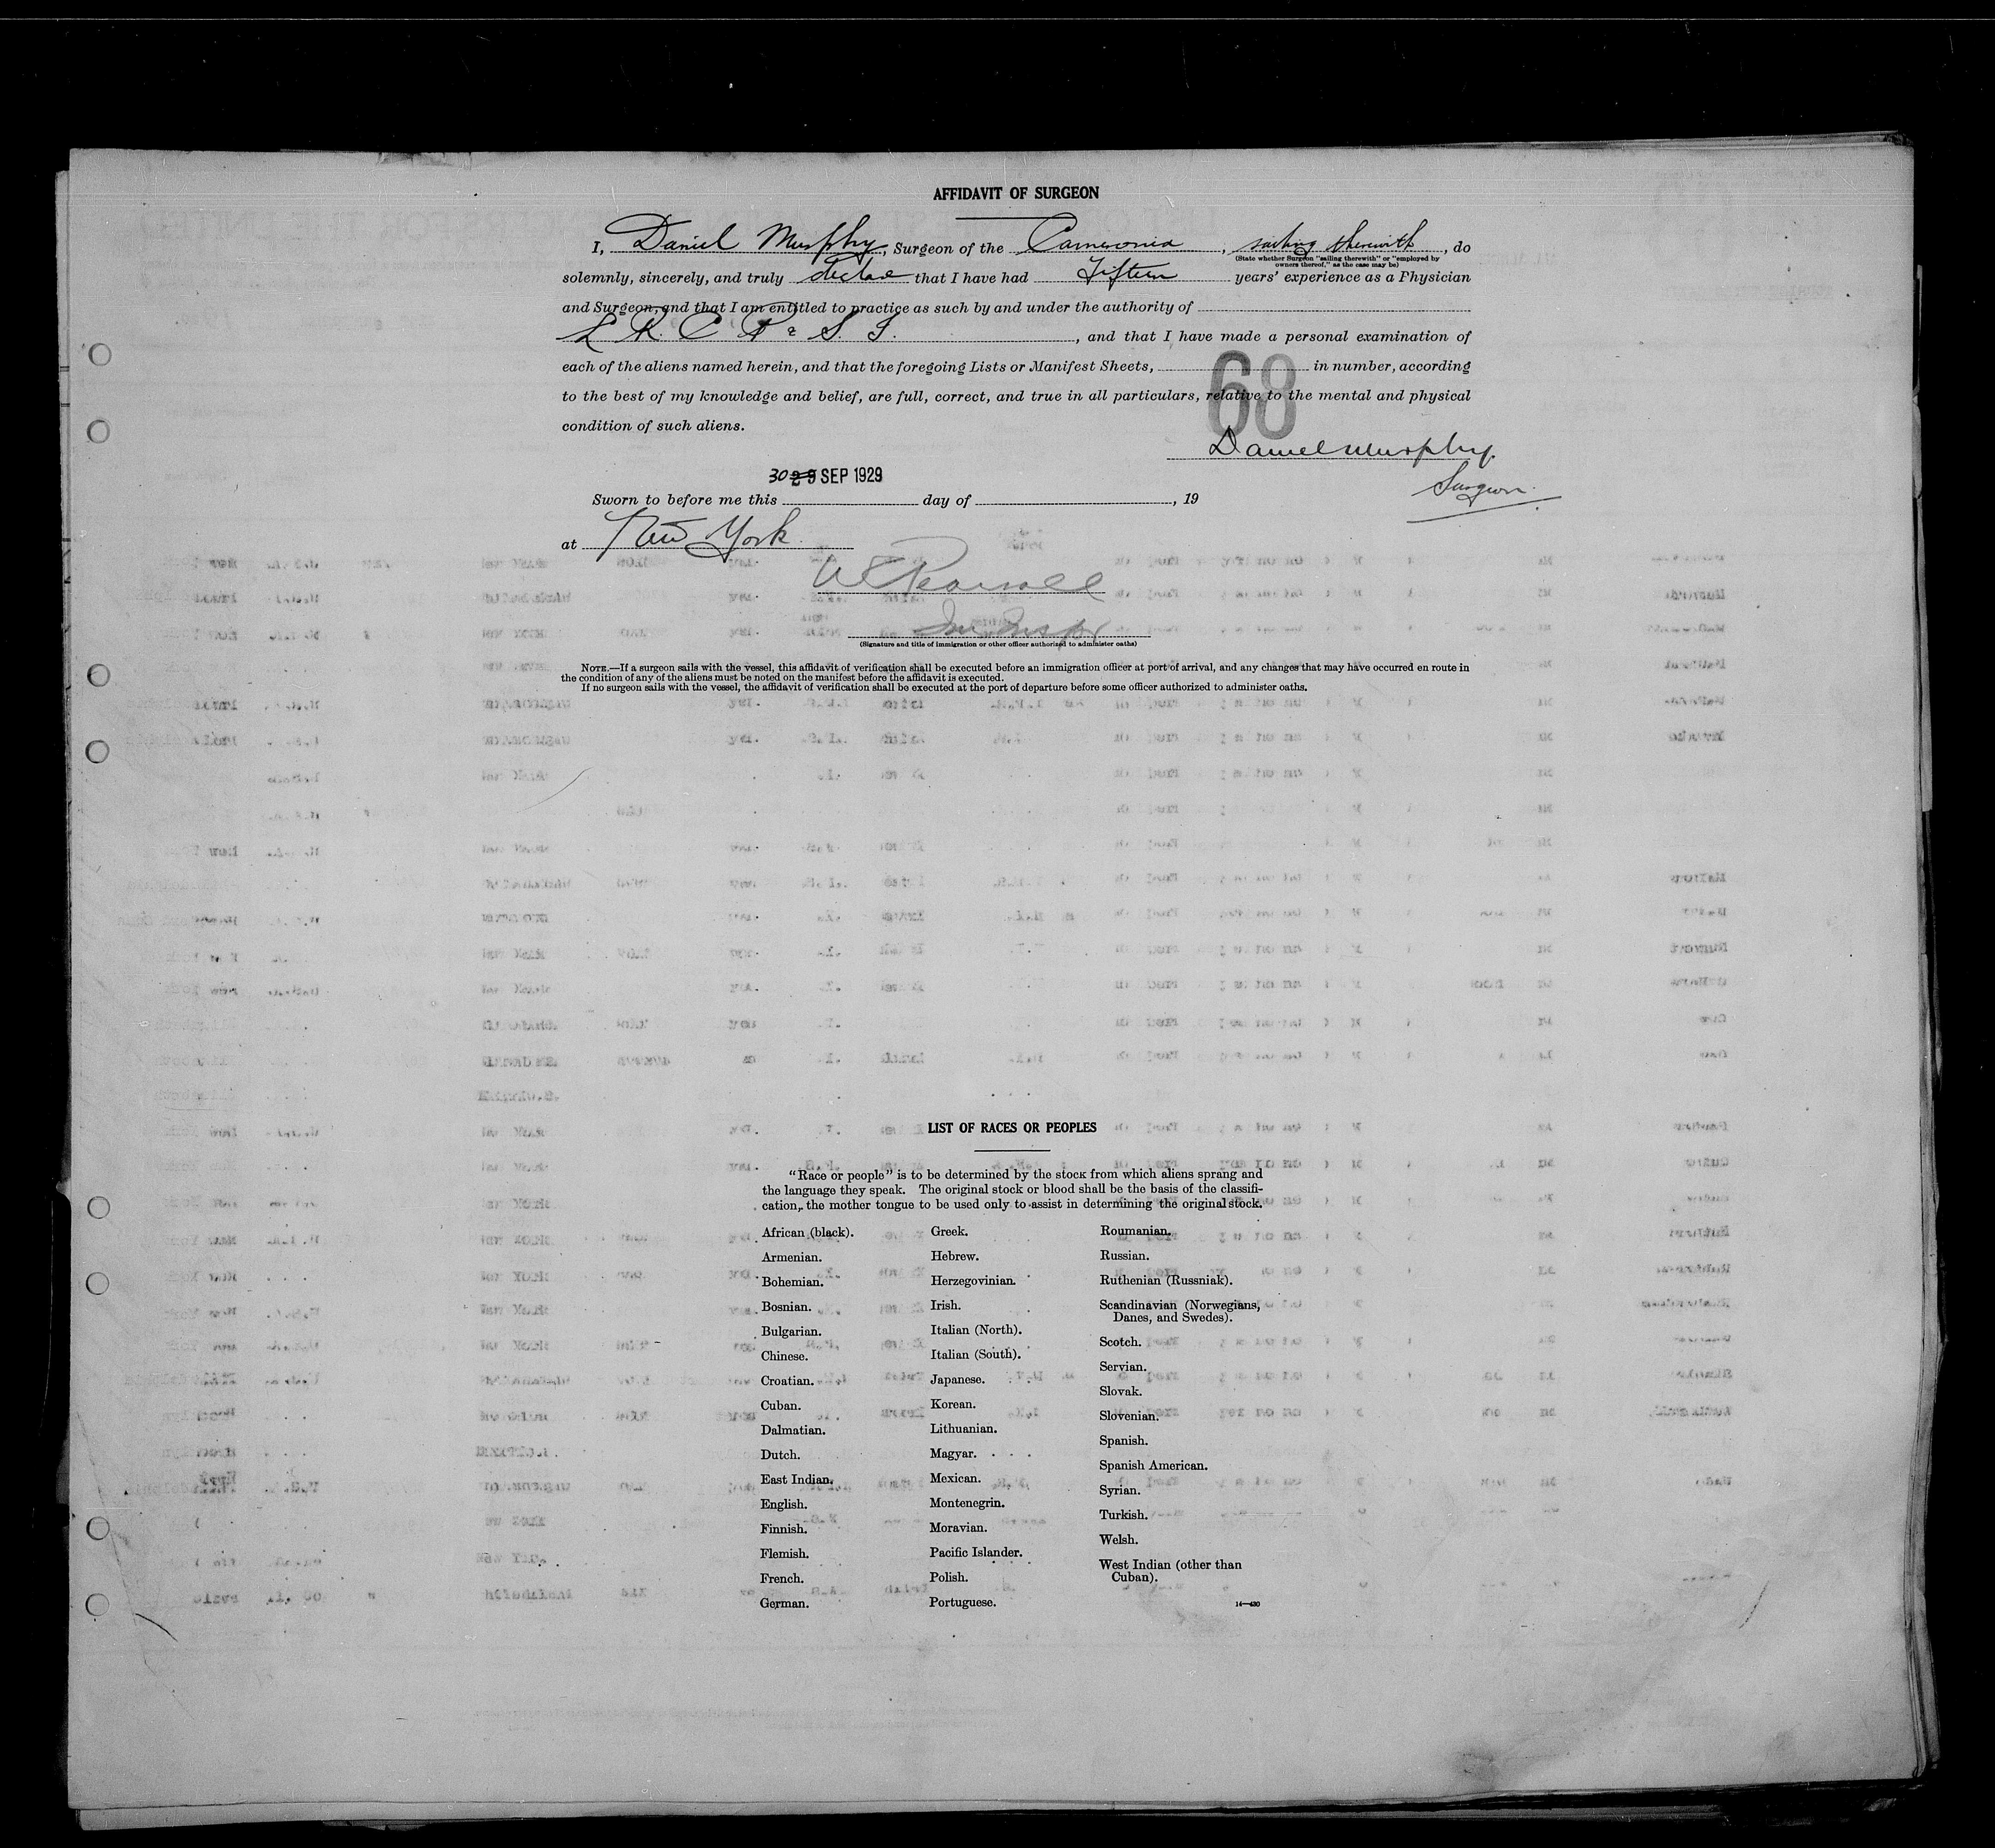 AFFIDAVIT OF SURGEON
I, Daniel Murphy, Surgeon of the Cameronia, sailing therewith, do
(State whether Surgeon "sailing therewith" or "employed by
owners thereof," as the case may be)
solemnly, sincerely, and truly declare that I have had Fifteen years' experience as a Physician
and Surgeon, and that I am entitled to practice as such by and under the authority of
L R. C P & S. I., and that I have made a personal examination of
each of the aliens named herein, and that the foregoing Lists or Manifest Sheets, 68 in number, according
to the best of my knowledge and belief, are full, correct, and true in all particulars, relative to the mental and physical
condition of such aliens.
Daniel Murphy.
Surgeon.
30 29 SEP 1929
Sworn to before me this day of , 19
at New York.
W E Pearsall
Imm Inspr
(Signature and title of immigration or other officer authorized to administer oaths)
NOTE.—If a surgeon sails with the vessel, this affidavit of verification shall be executed before an immigration officer at port of arrival, and any changes that may have occurred en route in
the condition of any of the aliens must be noted on the manifest before the affidavit is executed.
If no surgeon sails with the vessel, the affidavit of verification shall be executed at the port of departure before some officer authorized to administer oaths.
LIST OF RACES OR PEOPLES
"Race or people" is to be determined by the stock from which aliens sprang and
the language they speak. The original stock or blood shall be the basis of the classifi-
cation, the mother tongue to be used only to assist in determining the original stock.
African (black).
Armenian.
Bohemian.
Bosnian.
Bulgarian.
Chinese.
Croatian.
Cuban.
Dalmatian.
Dutch.
East Indian.
English.
Finnish.
Flemish.
French.
German.
Greek.
Hebrew.
Herzegovinian.
Irish.
Italian (North).
Italian (South).
Japanese.
Korean.
Lithuanian.
Magyar.
Mexican.
Montenegrin.
Moravian.
Pacific Islander.
Polish.
Portuguese.
Roumanian.
Russian.
Ruthenian (Russniak).
Scandinavian (Norwegians,
Danes, and Swedes).
Scotch.
Servian.
Slovak.
Slovenian.
Spanish.
Spanish American.
Syrian.
Turkish.
Welsh.
West Indian (other than
Cuban).
14—430